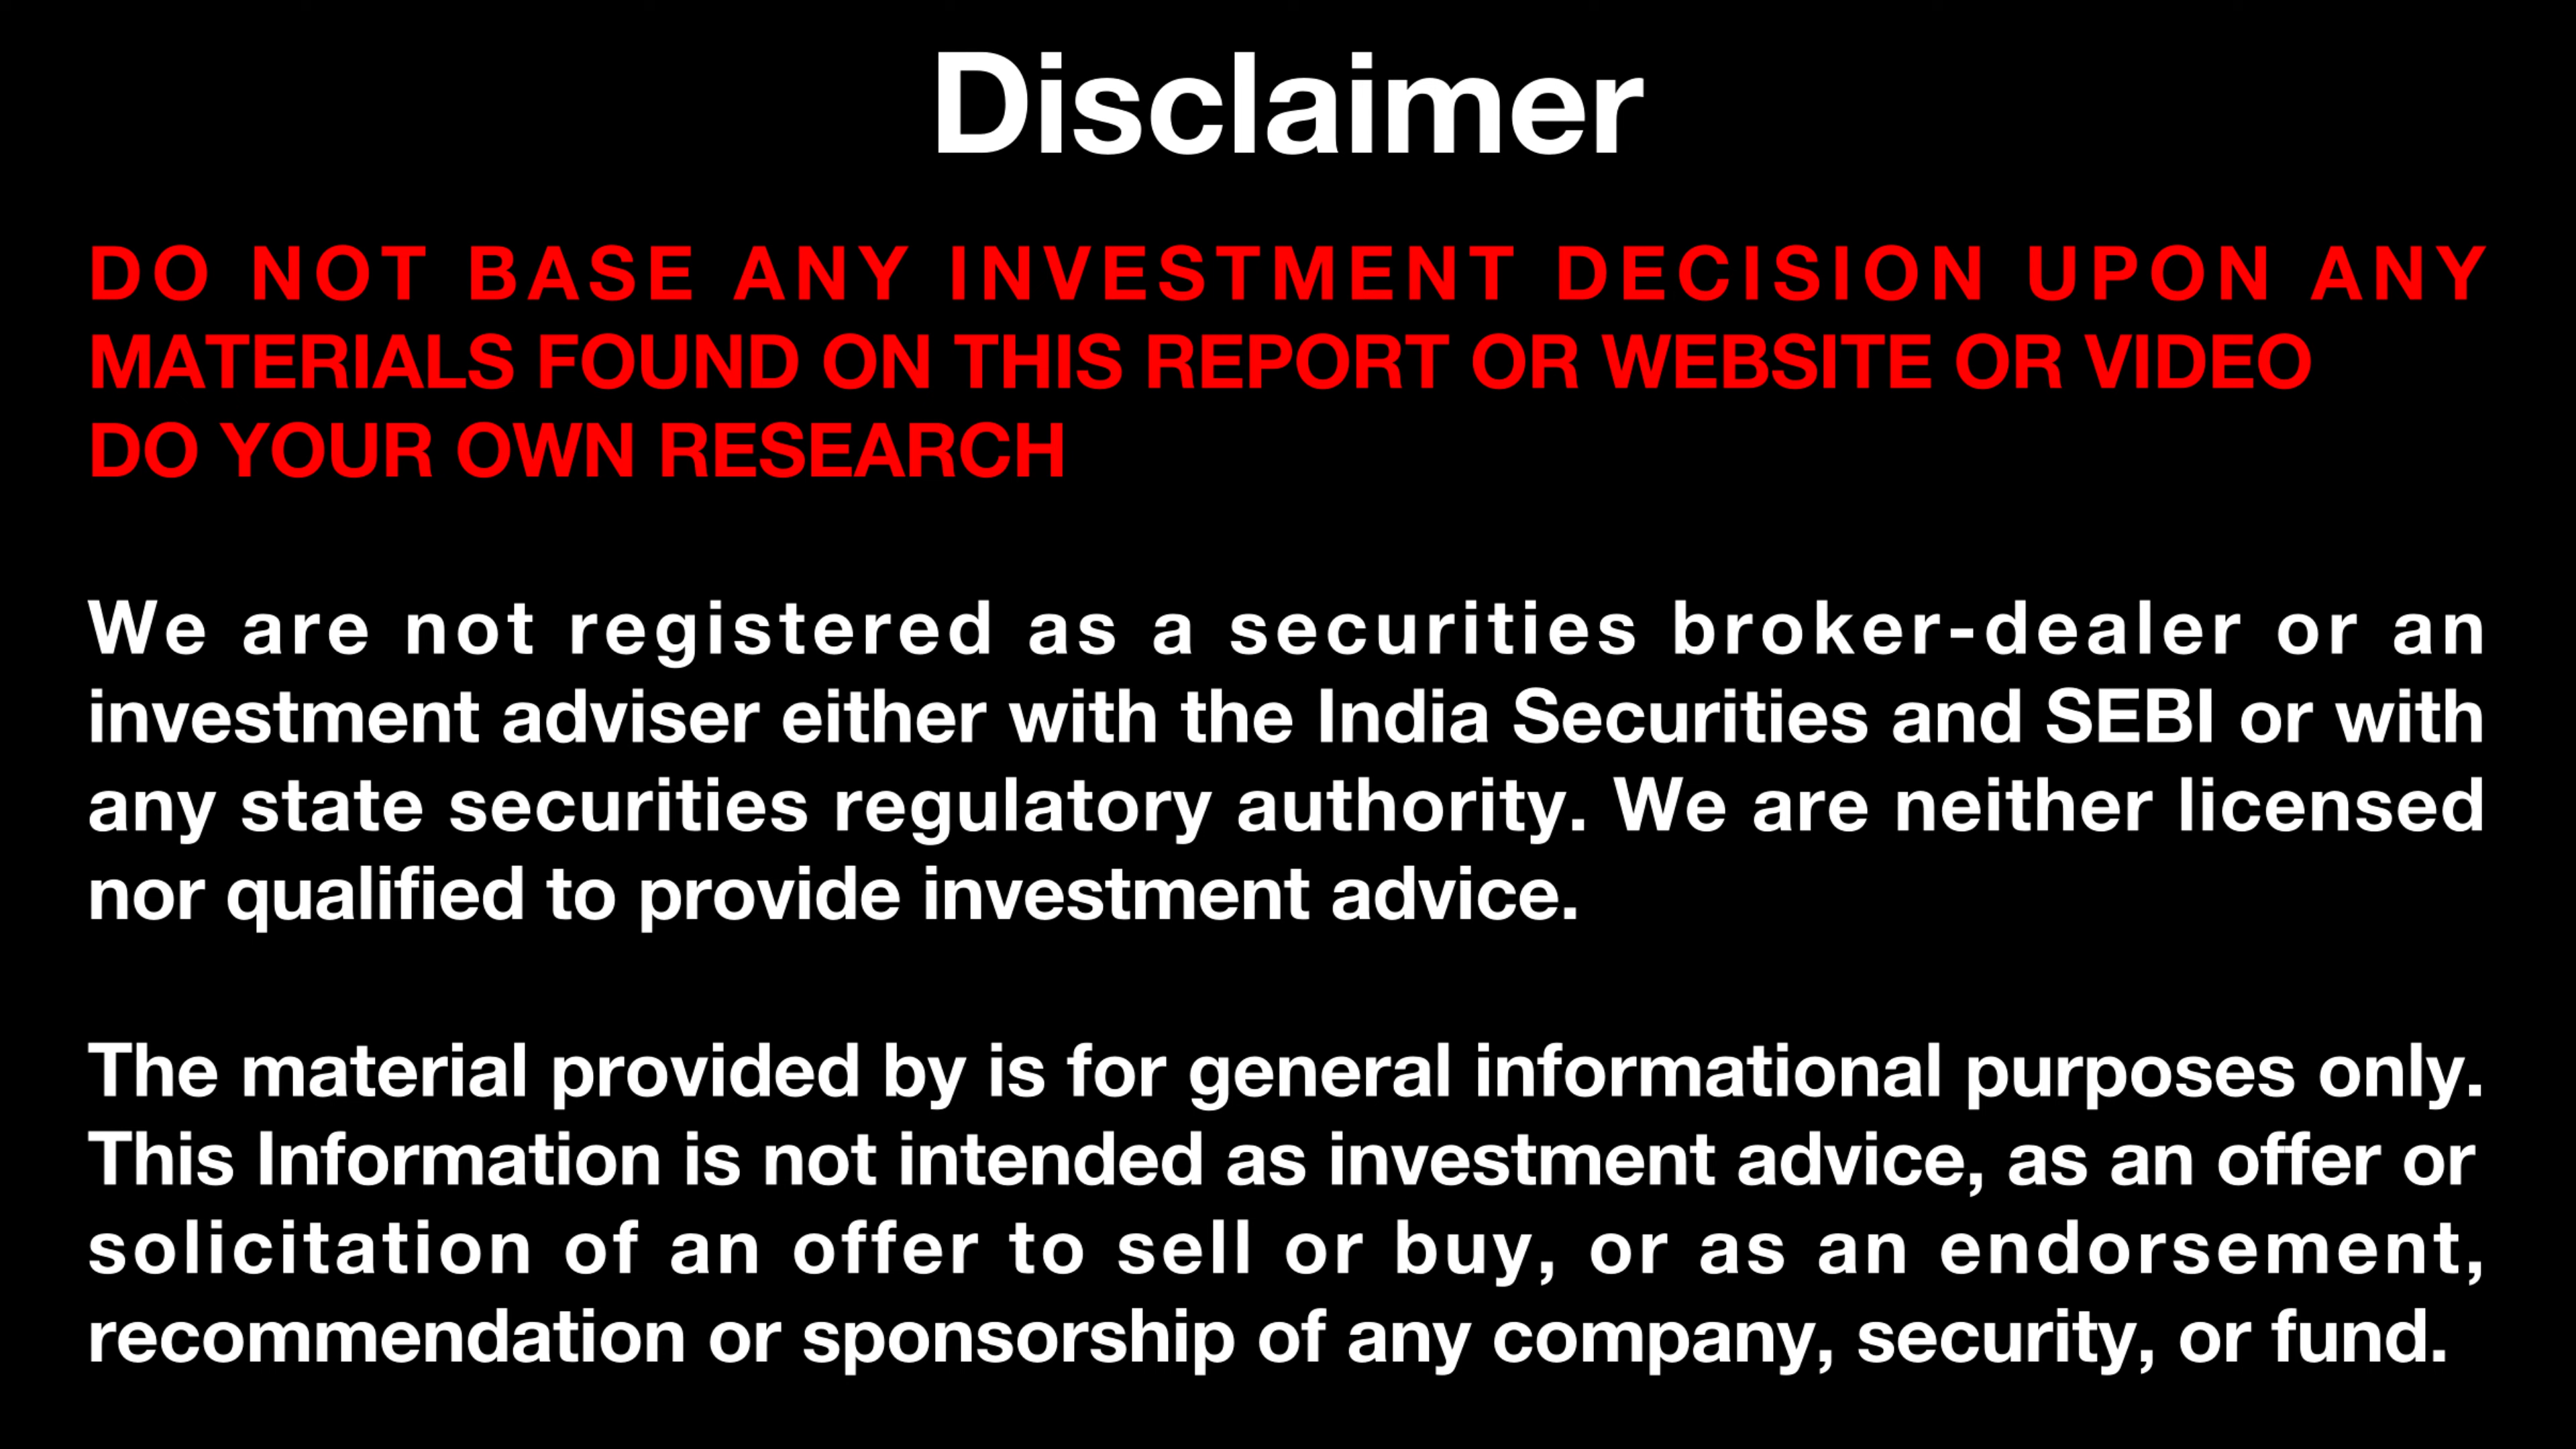 Disclaimer
DO NOT BASE ANY INVESTMENT DECISION UPON ANY
MATERIALS FOUND ON THIS REPORT OR WEBSITE OR VIDEO
DO YOUR OWN RESEARCH
We are not registered as a securities broker-dealer or an
investment adviser either with the India Securities and SEBI or with
any state securities regulatory authority. We are neither licensed
nor qualified to provide investment advice.
The material provided by is for general informational purposes only.
This Information is not intended as investment advice, as an offer or
solicitation of an offer to sell or buy, or as an endorsement,
recommendation or sponsorship of any company, security, or fund.